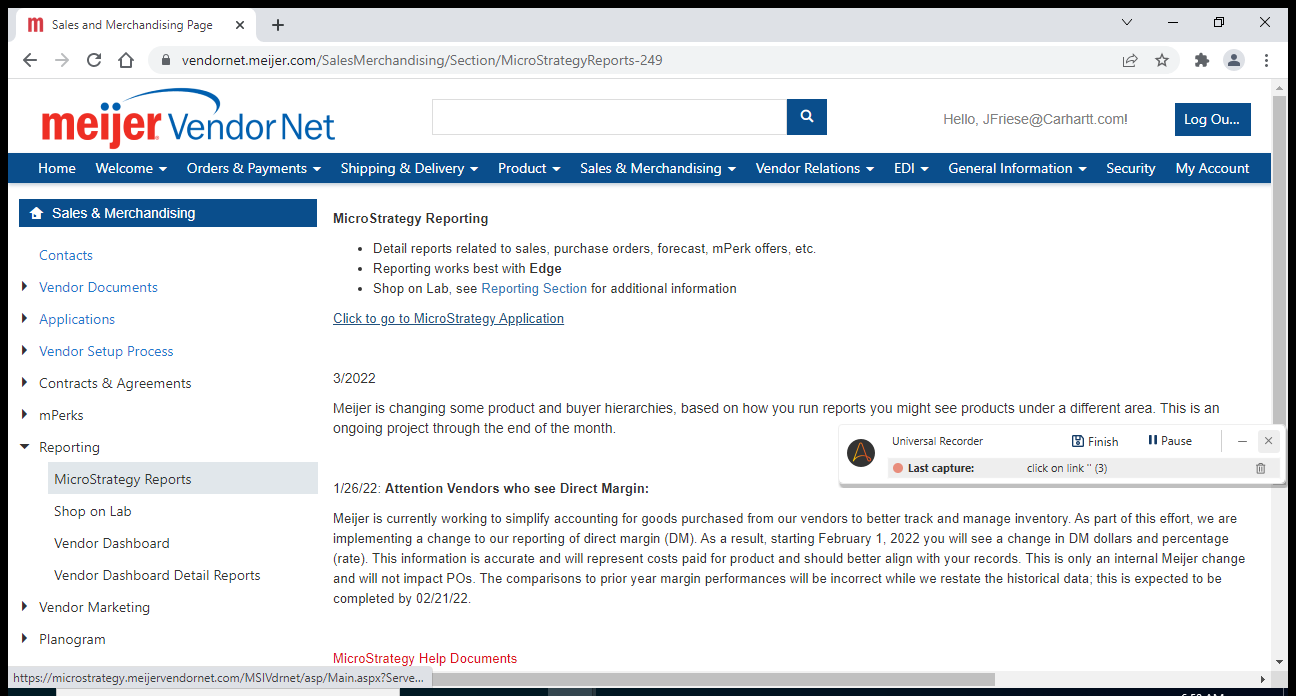 Sales and Merchandising Page
vendornet.meijer.com/SalesMerchandising/Section/MicroStrategyReports-249
meijer Vendor Net
Hello, JFriese@Carhartt.com!
Log Ou...
Home Welcome Orders & Payments Shipping & Delivery Product Sales & Merchandising Vendor Relations EDI General Information Security My Account
Sales & Merchandising
Contacts
Vendor Documents
Applications
Vendor Setup Process
Contracts & Agreements
mPerks
Reporting
MicroStrategy Reports
Shop on Lab
Vendor Dashboard
Vendor Dashboard Detail Reports
Vendor Marketing
Planogram
MicroStrategy Reporting
• Detail reports related to sales, purchase orders, forecast, mPerk offers, etc.
• Reporting works best with Edge
• Shop on Lab, see Reporting Section for additional information
Click to go to MicroStrategy Application
3/2022
Meijer is changing some product and buyer hierarchies, based on how you run reports you might see products under a different area. This is an
ongoing project through the end of the month.
1/26/22: Attention Vendors who see Direct Margin:
Meijer is currently working to simplify accounting for goods purchased from our vendors to better track and manage inventory. As part of this effort, we are
implementing a change to our reporting of direct margin (DM). As a result, starting February 1, 2022 you will see a change in DM dollars and percentage
(rate). This information is accurate and will represent costs paid for product and should better align with your records. This is only an internal Meijer change
and will not impact POs. The comparisons to prior year margin performances will be incorrect while we restate the historical data; this is expected to be
completed by 02/21/22.
MicroStrategy Help Documents
Universal Recorder
Finish
Pause
Last capture: click on link '' (3)
https://microstrategy.meijervendornet.com/MSIVdrnet/asp/Main.aspx?Serve...